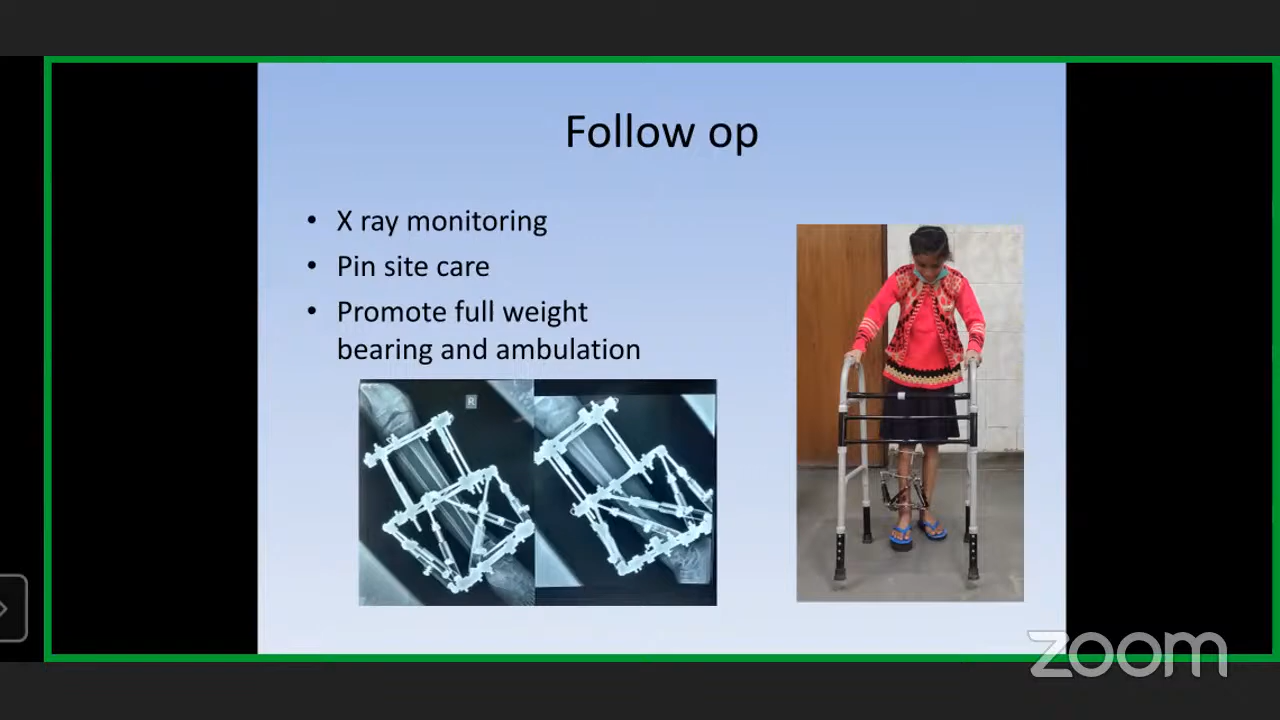 Follow op
• X ray monitoring
• Pin site care
• Promote full weight
bearing and ambulation
R
zoom